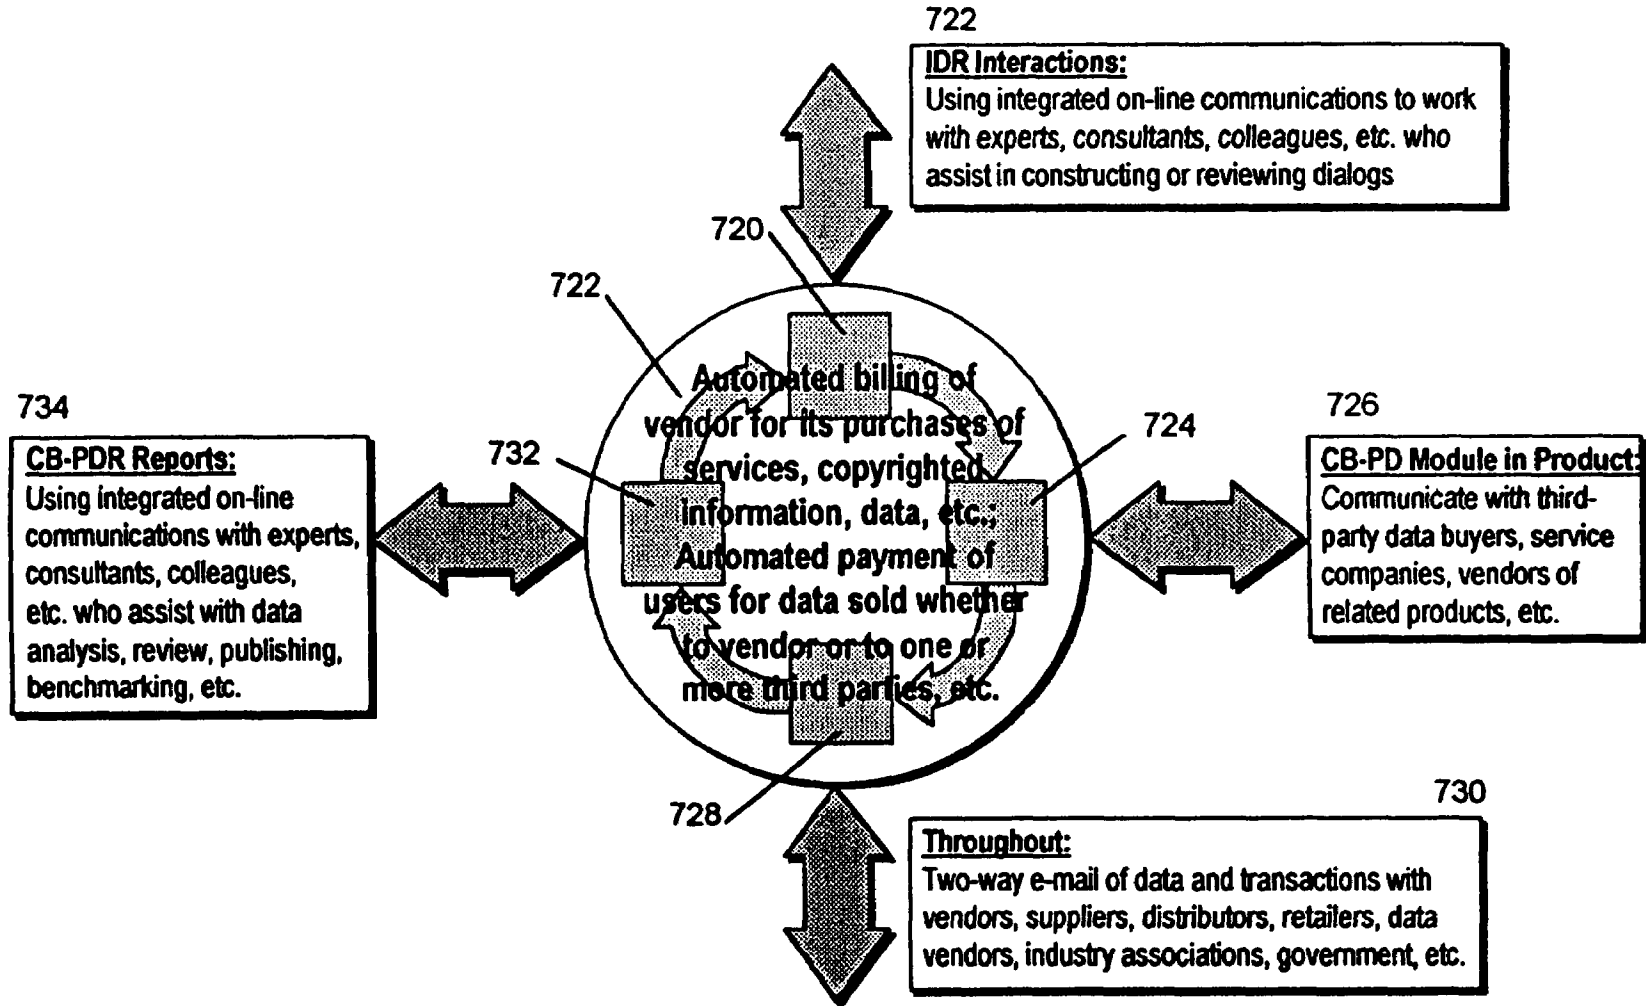 722
IDR Interactions:
Using integrated on-line communications to work
with experts, consultants, colleagues, etc. who
assist in constructing or reviewing dialogs
720
722
734
CB-PDR Reports:
Using integrated on-line
communications with experts,
consultants, colleagues,
etc. who assist with data
analysis, review, publishing,
benchmarking, etc.
732
Automated billing of
vendor for its purchases of
services, copyrighted
information, data, etc.;
Automated payment of
users for data sold whether
to vendor or to one or
more third parties, etc.
724
726
CB-PD Module in Product:
Communicate with third-
party data buyers, service
companies, vendors of
related products, etc.
728
730
Throughout:
Two-way e-mail of data and transactions with
vendors, suppliers, distributors, retailers, data
vendors, industry associations, government, etc.